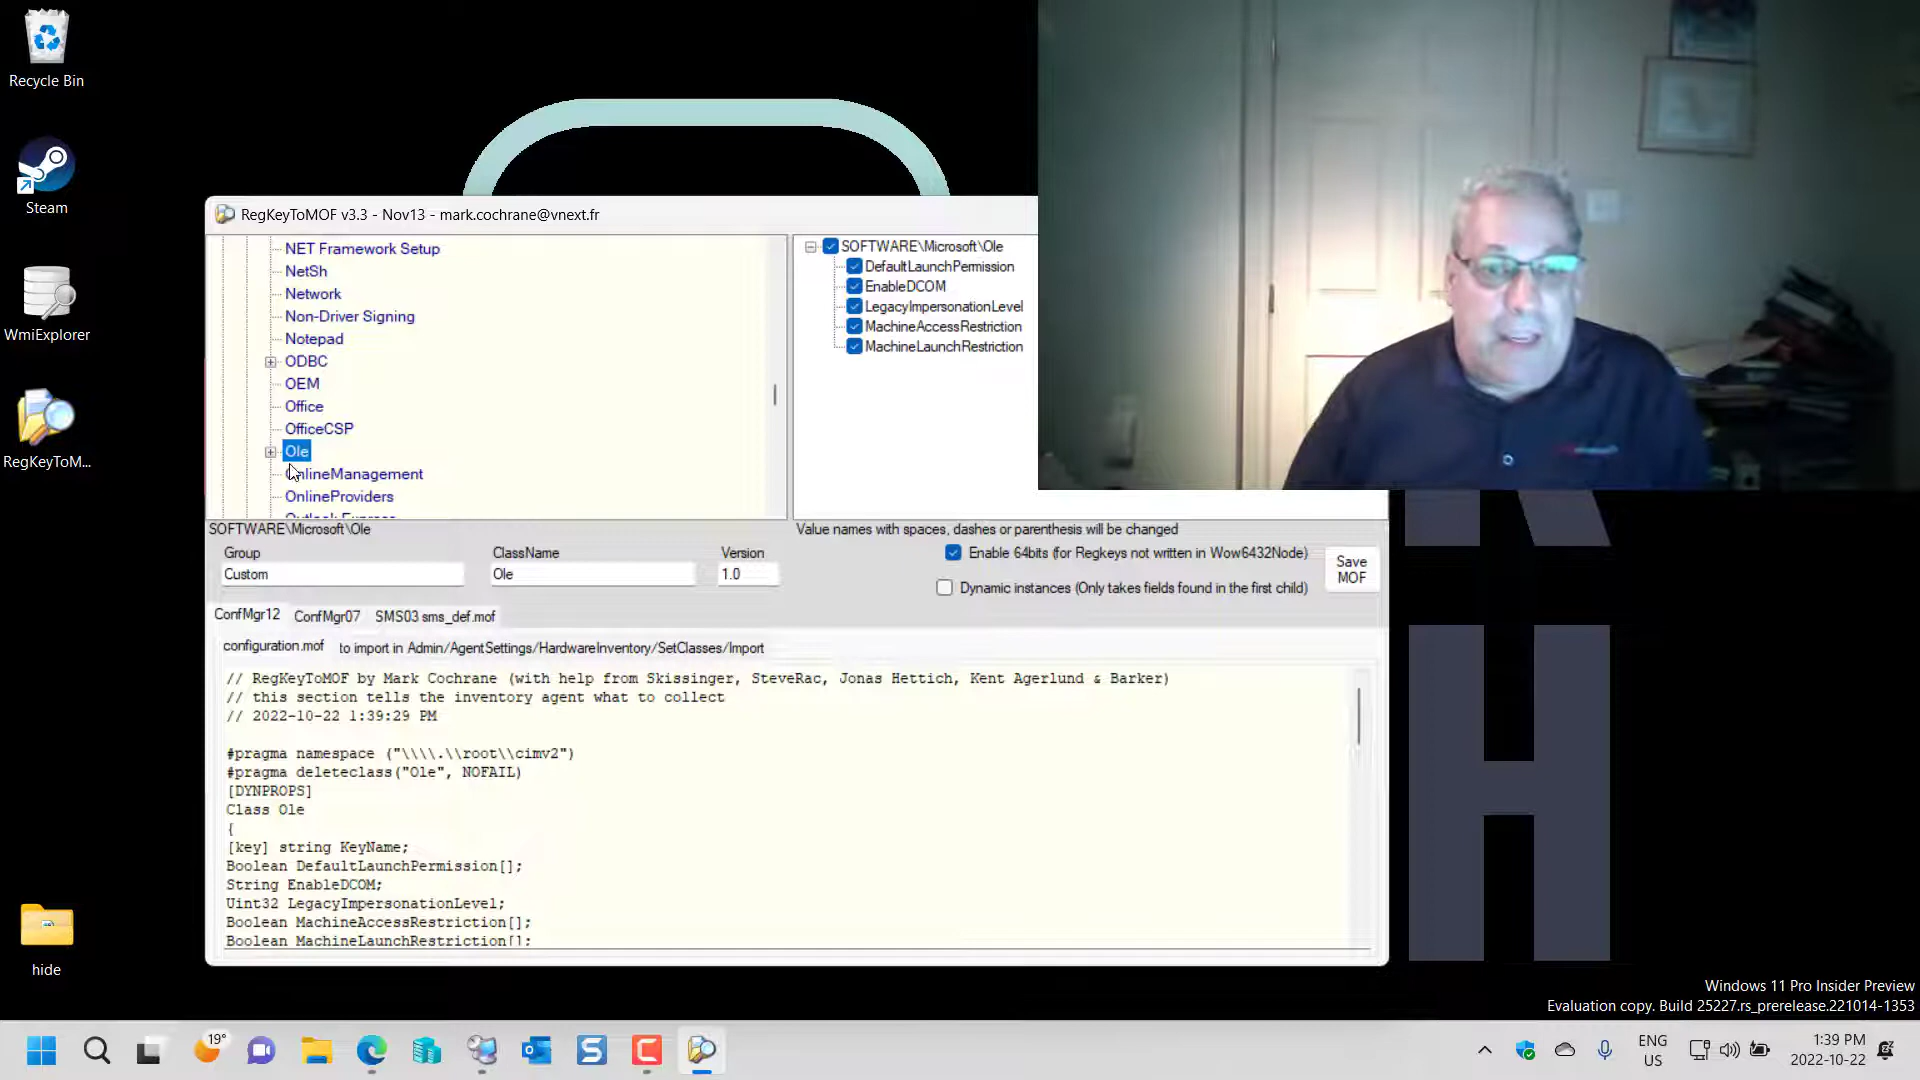 Recycle Bin
Steam
WmiExplorer
RegKeyToM...
hide
RegKeyToMOF v3.3 - Nov13 - mark.cochrane@vnext.fr
NET Framework Setup
NetSh
Network
Non-Driver Signing
Notepad
ODBC
OEM
Office
OfficeCSP
Ole
OnlineManagement
OnlineProviders
Outlook Express
SOFTWARE\Microsoft\Ole
DefaultLaunchPermission
EnableDCOM
LegacyImpersonationLevel
MachineAccessRestriction
MachineLaunchRestriction
SOFTWARE\Microsoft\Ole
Value names with spaces, dashes or parenthesis will be changed
Group
ClassName
Version
Enable 64bits (for Regkeys not written in Wow6432Node)
Save
MOF
Custom
Ole
1.0
Dynamic instances (Only takes fields found in the first child)
ConfMgr12
ConfMgr07
SMS03 sms_def.mof
configuration.mof
to import in Admin/AgentSettings/HardwareInventory/SetClasses/Import
// RegKeyToMOF by Mark Cochrane (with help from Skissinger, SteveRac, Jonas Hettich, Kent Agerlund & Barker)
// this section tells the inventory agent what to collect
// 2022-10-22 1:39:29 PM
#pragma namespace ("\\\\.\\root\\cimv2")
#pragma deleteclass("Ole", NOFAIL)
[DYNPROPS]
Class Ole
{
[key] string KeyName;
Boolean DefaultLaunchPermission[];
String EnableDCOM;
Uint32 LegacyImpersonationLevel;
Boolean MachineAccessRestriction[];
Boolean MachineLaunchRestriction[];
H
Windows 11 Pro Insider Preview
Evaluation copy. Build 25227.rs_prerelease.221014-1353
19°
S
C
ENG
US
1:39 PM
2022-10-22